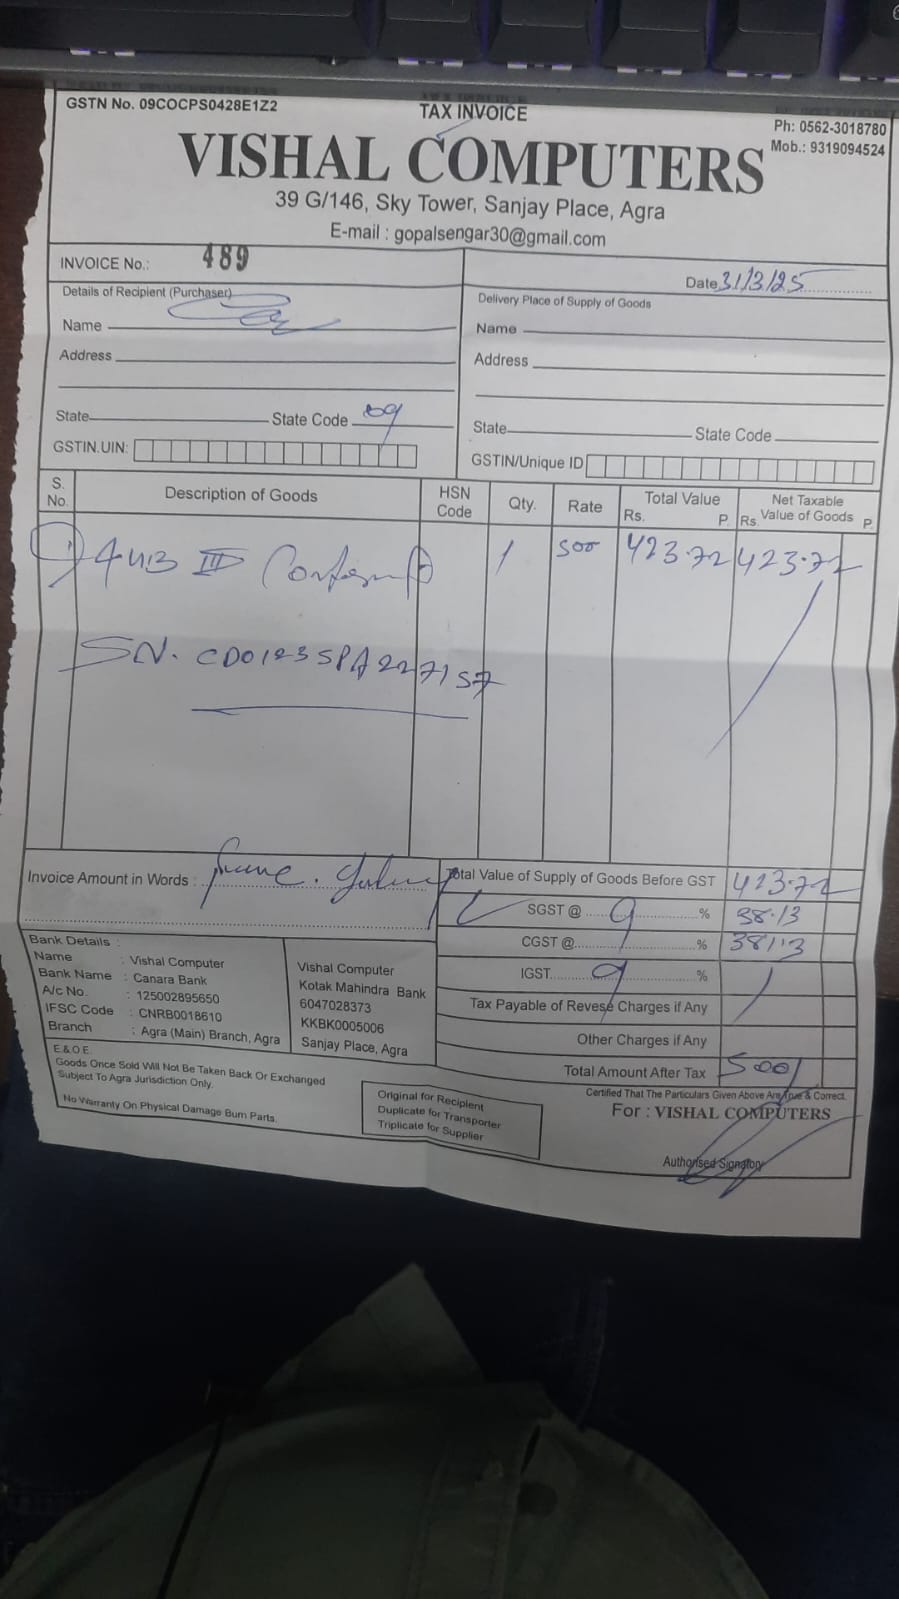 GSTN No. 09COCPS0428E1Z2
TAX INVOICE
Ph: 0562-3018780
Mob.: 9319094524
VISHAL COMPUTERS
39 G/146, Sky Tower, Sanjay Place, Agra
E-mail : gopalsengar30@gmail.com
INVOICE No.: 489
Date 31/3/25
Details of Recipient (Purchaser)
Name
Address
State State Code 09
GSTIN.UIN:
Delivery Place of Supply of Goods
Name
Address
State State Code
GSTIN/Unique ID
S. No. Description of Goods HSN Code Qty. Rate Total Value Rs. P. Net Taxable Value of Goods Rs. P.
1) 4GB III 1 500 423.72 423.72
SN. CD0123SPA227157
Invoice Amount in Words :
Total Value of Supply of Goods Before GST 423.72
SGST @ 9 % 38.13
CGST @ % 38.13
IGST 9 %
Tax Payable of Revese Charges if Any
Other Charges if Any
Total Amount After Tax 500/
Bank Details :
Name : Vishal Computer
Bank Name : Canara Bank
A/c No. : 125002895650
IFSC Code : CNRB0018610
Branch : Agra (Main) Branch, Agra
Vishal Computer
Kotak Mahindra Bank
6047028373
KKBK0005006
Sanjay Place, Agra
E.& O.E.
Goods Once Sold Will Not Be Taken Back Or Exchanged
Subject To Agra Jurisdiction Only.
No Warranty On Physical Damage Burn Parts.
Original for Recipient
Duplicate for Transporter
Triplicate for Supplier
Certified That The Particulars Given Above Are True & Correct.
For : VISHAL COMPUTERS
Authorised Signatory